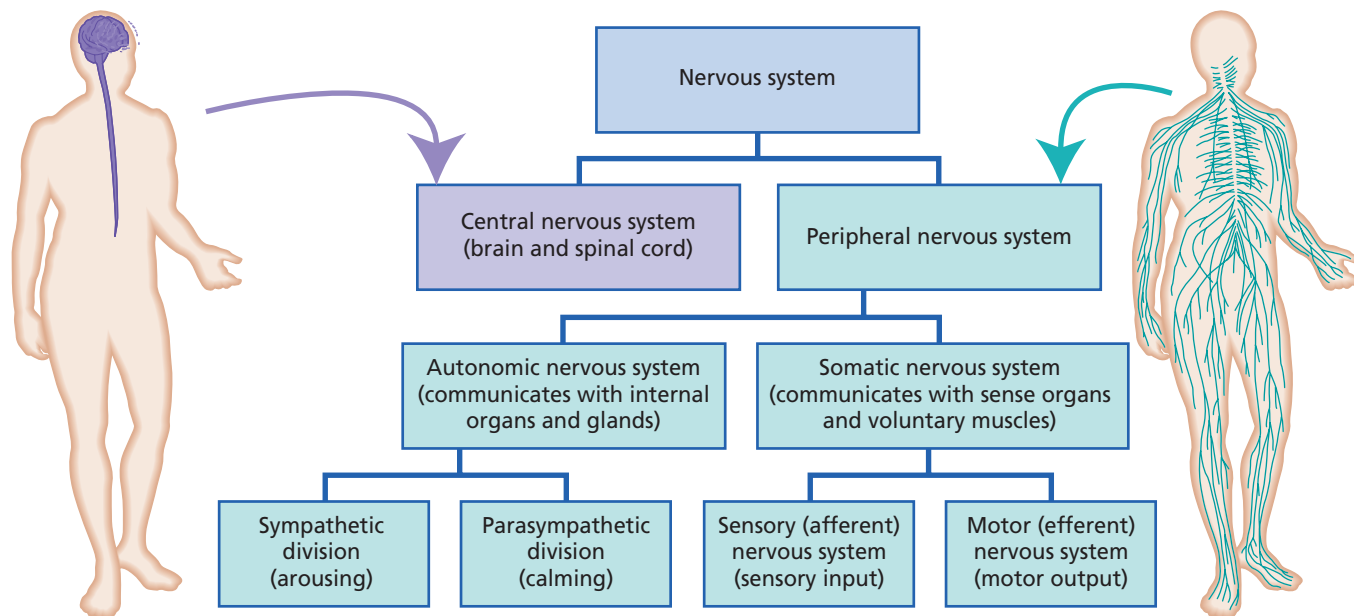 Nervous system
Central nervous system
(brain and spinal cord)
Peripheral nervous system
Autonomic nervous system
(communicates with internal
organs and glands)
Somatic nervous system
(communicates with sense organs
and voluntary muscles)
Sympathetic
division
(arousing)
Parasympathetic
division
(calming)
Sensory (afferent)
nervous system
(sensory input)
Motor (efferent)
nervous system
(motor output)